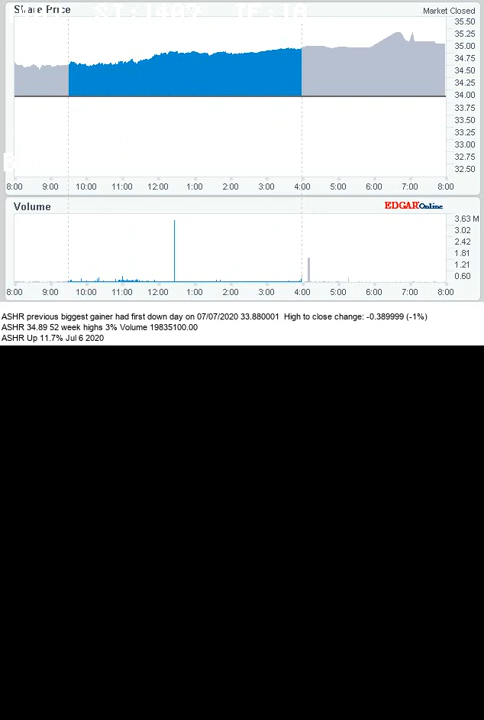 Share Price
Market Closed
35.50
35.25
35.00
34.75
34.50
34.25
34.00
33.75
33.50
33.25
33.00
32.75
32.50
8:00 9:00 10:00 11:00 12:00 1:00 2:00 3:00 4:00 5:00 6:00 7:00 8:00
Volume
EDGAROnline
3.63 M
3.02
2.42
1.81
1.21
0.60
8:00 9:00 10:00 11:00 12:00 1:00 2:00 3:00 4:00 5:00 6:00 7:00 8:00
ASHR previous biggest gainer had first down day on 07/07/2020 33.880001 High to close change: -0.389999 (-1%)
ASHR 34.89 52 week highs 3% Volume 19835100.00
ASHR Up 11.7% Jul 6 2020